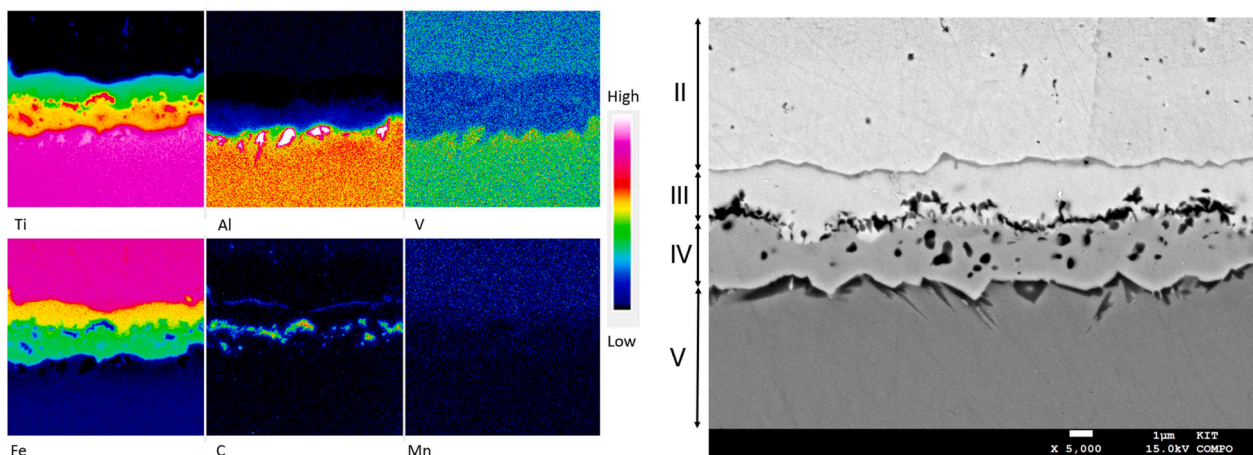 Ti
Al
V
High
Low
Fe
C
Mn
II
III
IV
V
1µm KIT
X 5,000 15.0kV COMPO